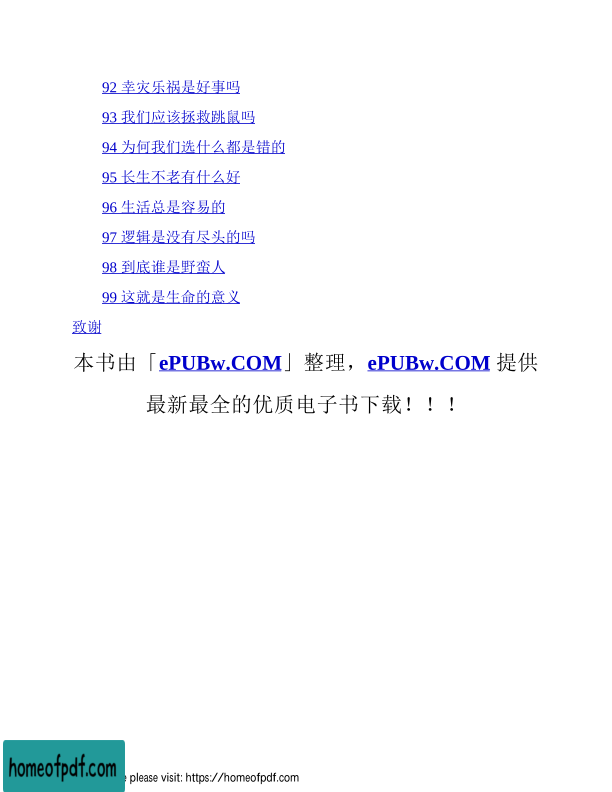 92 幸灾乐祸是好事吗
93 我们应该拯救跳鼠吗
94 为何我们选什么都是错的
95 长生不老有什么好
96 生活总是容易的
97 逻辑是没有尽头的吗
98 到底谁是野蛮人
99 这就是生命的意义
致谢
本书由「ePUBw.COM」整理，ePUBw.COM 提供
最新最全的优质电子书下载！！！
homeofpdf.com
please visit: https://homeofpdf.com